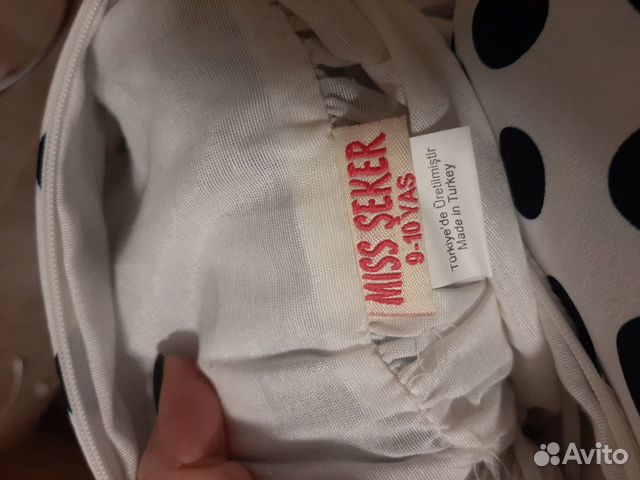 MISS ŞEKER
9-10 YAŞ
Türkiye'de Üretilmiştir
Made in Turkey
Avito